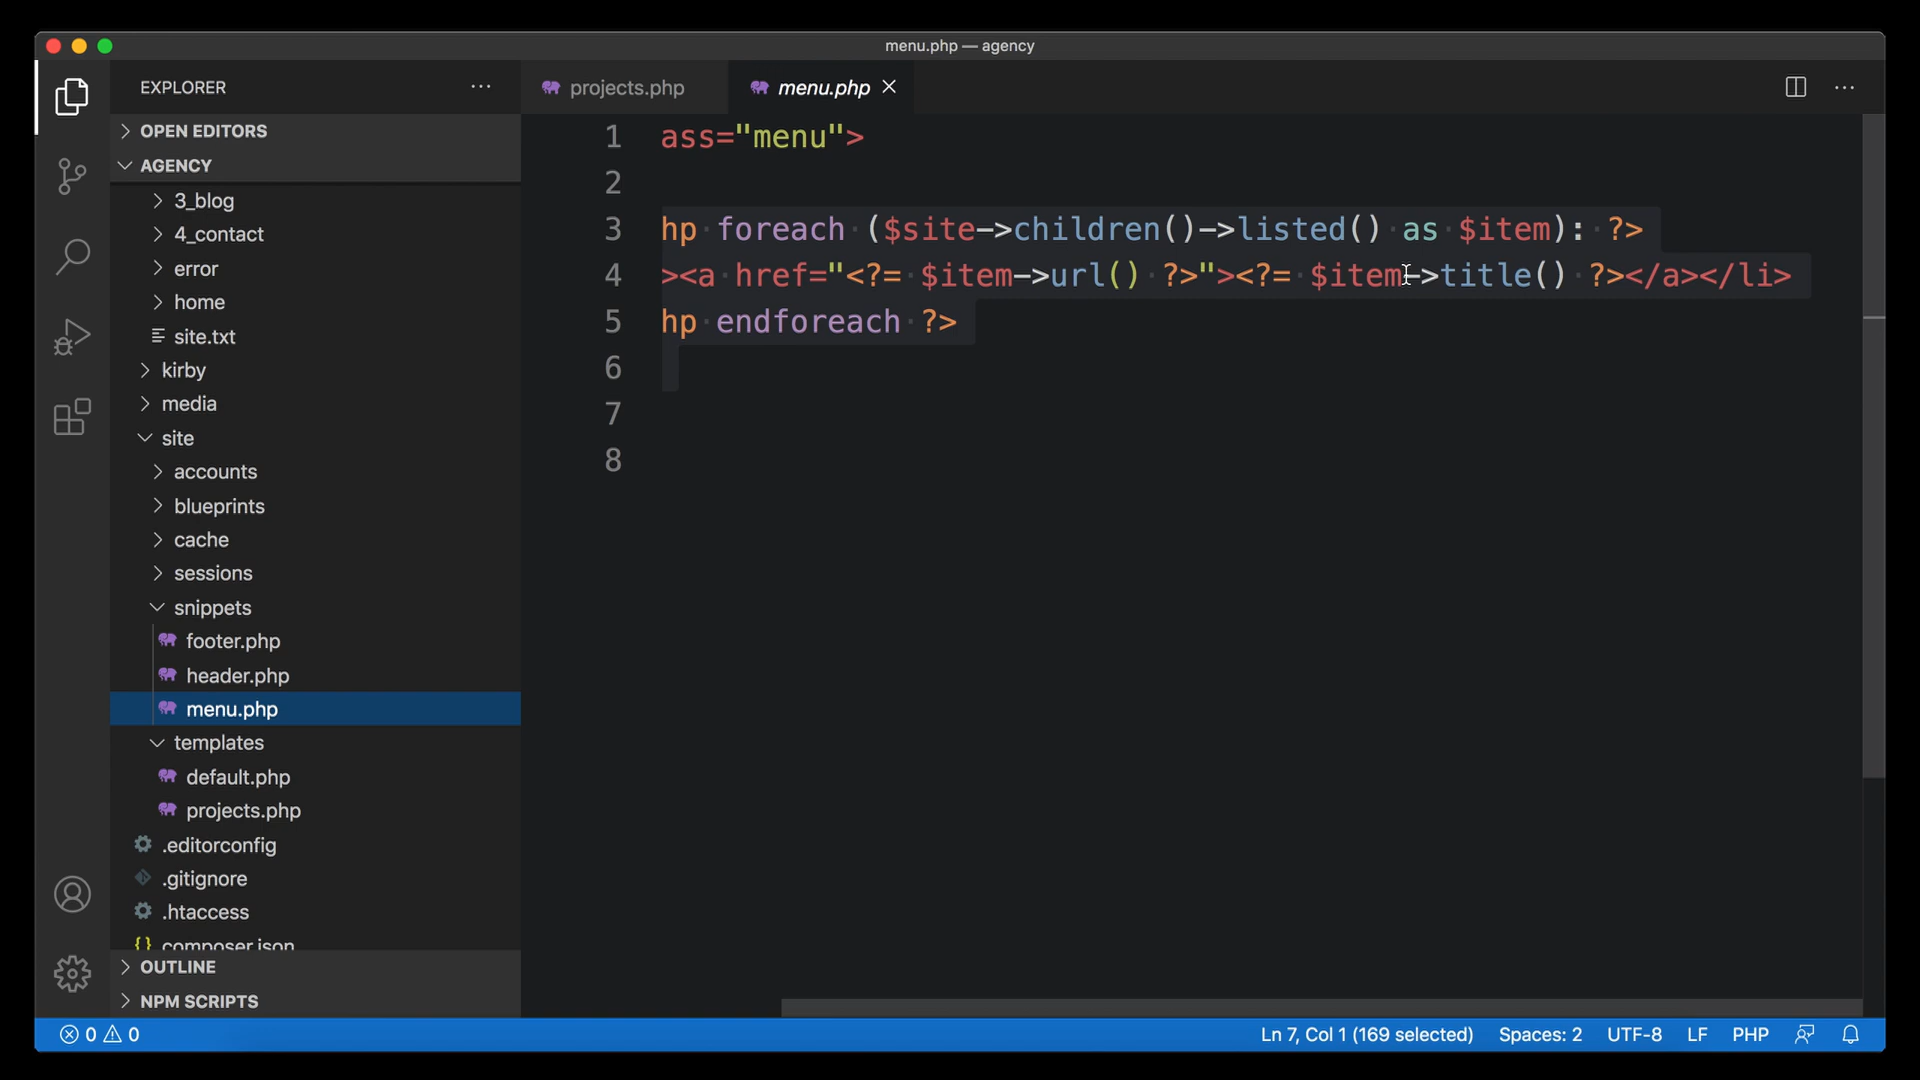 menu.php — agency
EXPLORER
projects.php
menu.php
OPEN EDITORS
AGENCY
3_blog
4_contact
error
home
site.txt
kirby
media
site
accounts
blueprints
cache
sessions
snippets
footer.php
header.php
menu.php
templates
default.php
projects.php
.editorconfig
.gitignore
.htaccess
composer.json
OUTLINE
NPM SCRIPTS
1 ass="menu">
2
3 hp foreach ($site->children()->listed() as $item): ?>
4 ><a href="<?= $item->url() ?>"><?= $item->title() ?></a></li>
5 hp endforeach ?>
6
7
8
0 0
Ln 7, Col 1 (169 selected) Spaces: 2 UTF-8 LF PHP